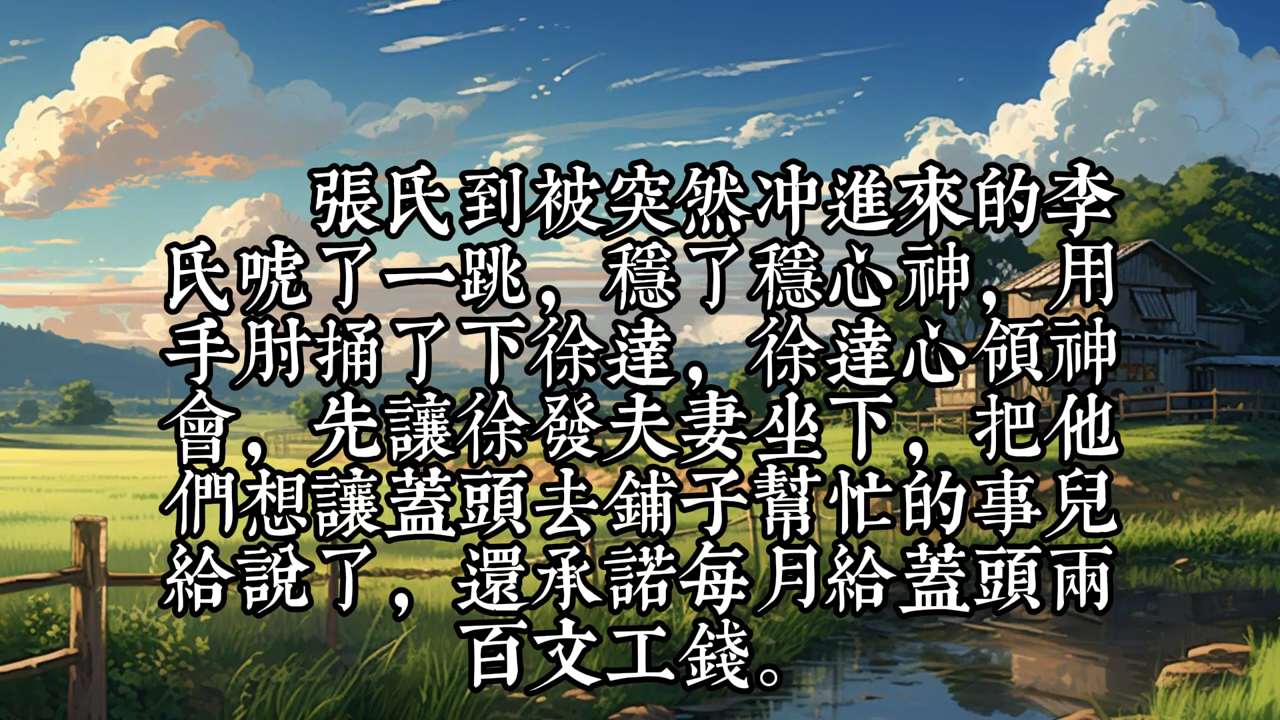 張氏到被突然冲進來的李
氏唬了一跳，穩了穩心神，用
手肘捅了下徐達，徐達心領神
會，先讓徐發夫妻坐下，把他
們想讓蓋頭去鋪子幫忙的事兒
給說了，還承諾每月給蓋頭兩
百文工錢。